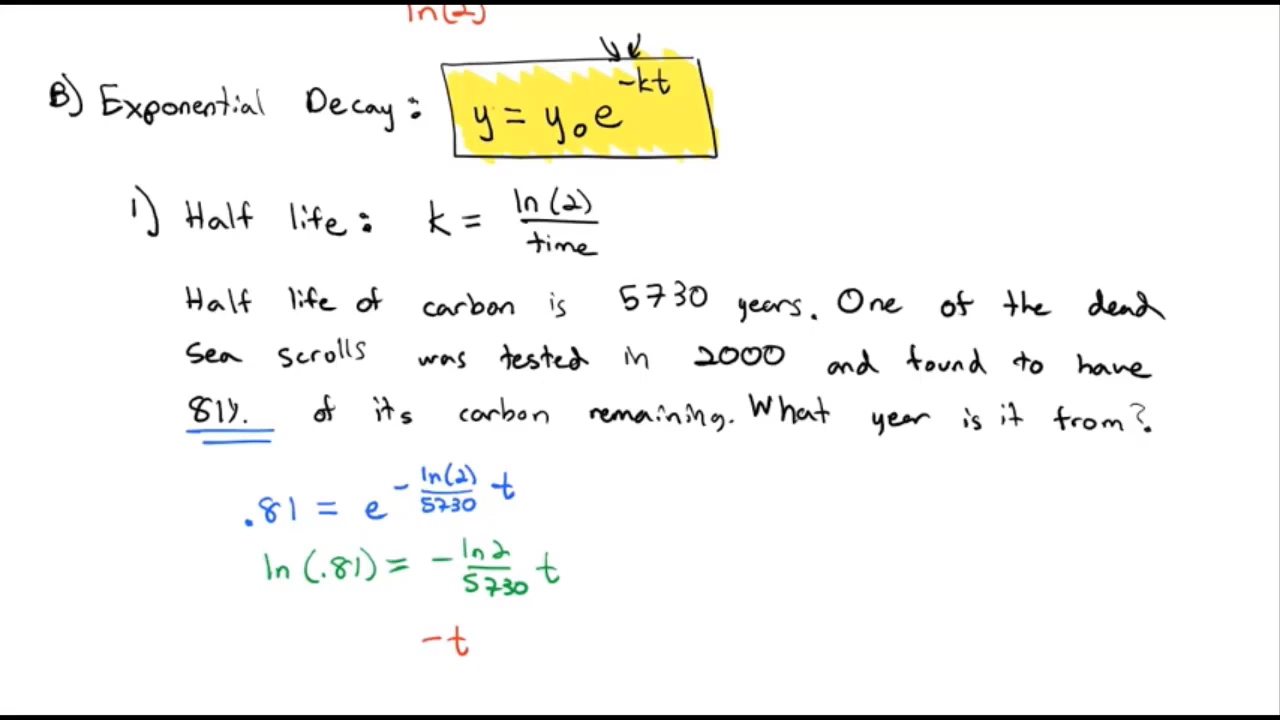 ln(2)
B) Exponential Decay: y = y₀e^(-kt)
1) Half life: k = ln(2)/time
Half life of carbon is 5730 years. One of the dead
Sea scrolls was tested in 2000 and found to have
81% of its carbon remaining. What year is it from?
.81 = e^(-ln(2)/5730 t)
ln(.81) = -ln2/5730 t
-t